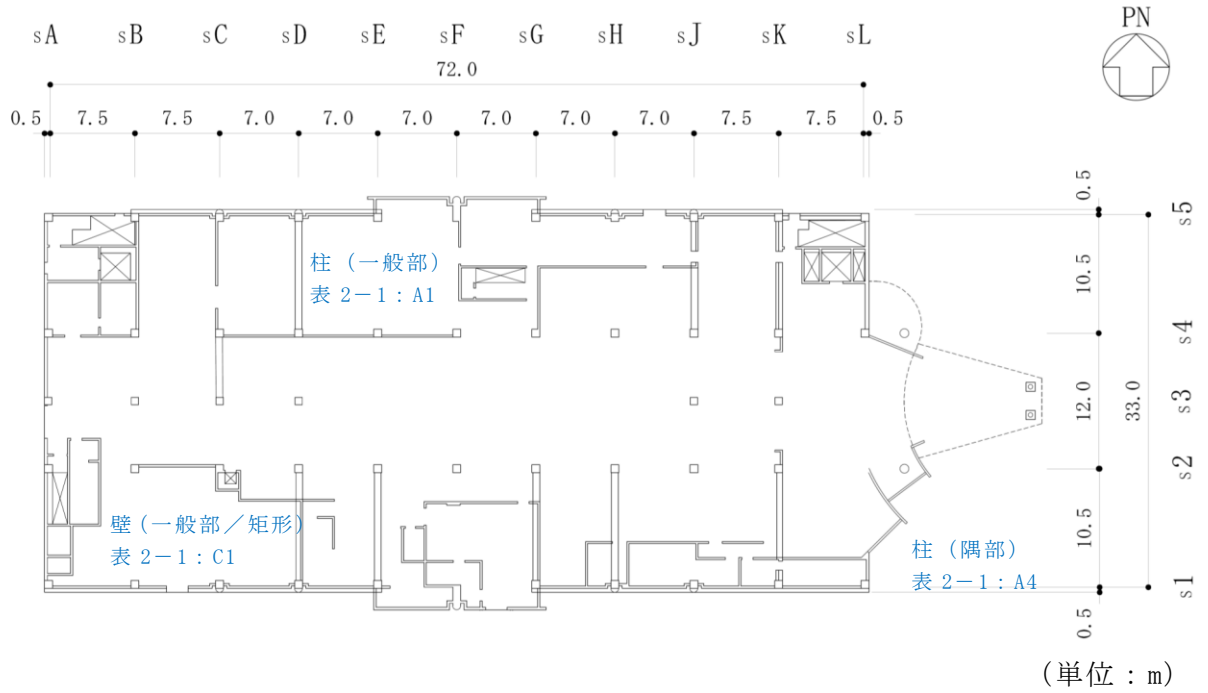 sA sB sC sD sE sF sG sH sJ sK sL
PN
72.0
0.5 7.5 7.5 7.0 7.0 7.0 7.0 7.0 7.0 7.5 7.5 0.5
0.5
s5
柱（一般部）
表 2－1：A1
10.5
s4
12.0
33.0
s3
s2
壁（一般部／矩形）
表 2－1：C1
柱（隅部）
表 2－1：A4
10.5
s1
0.5
（単位：m）